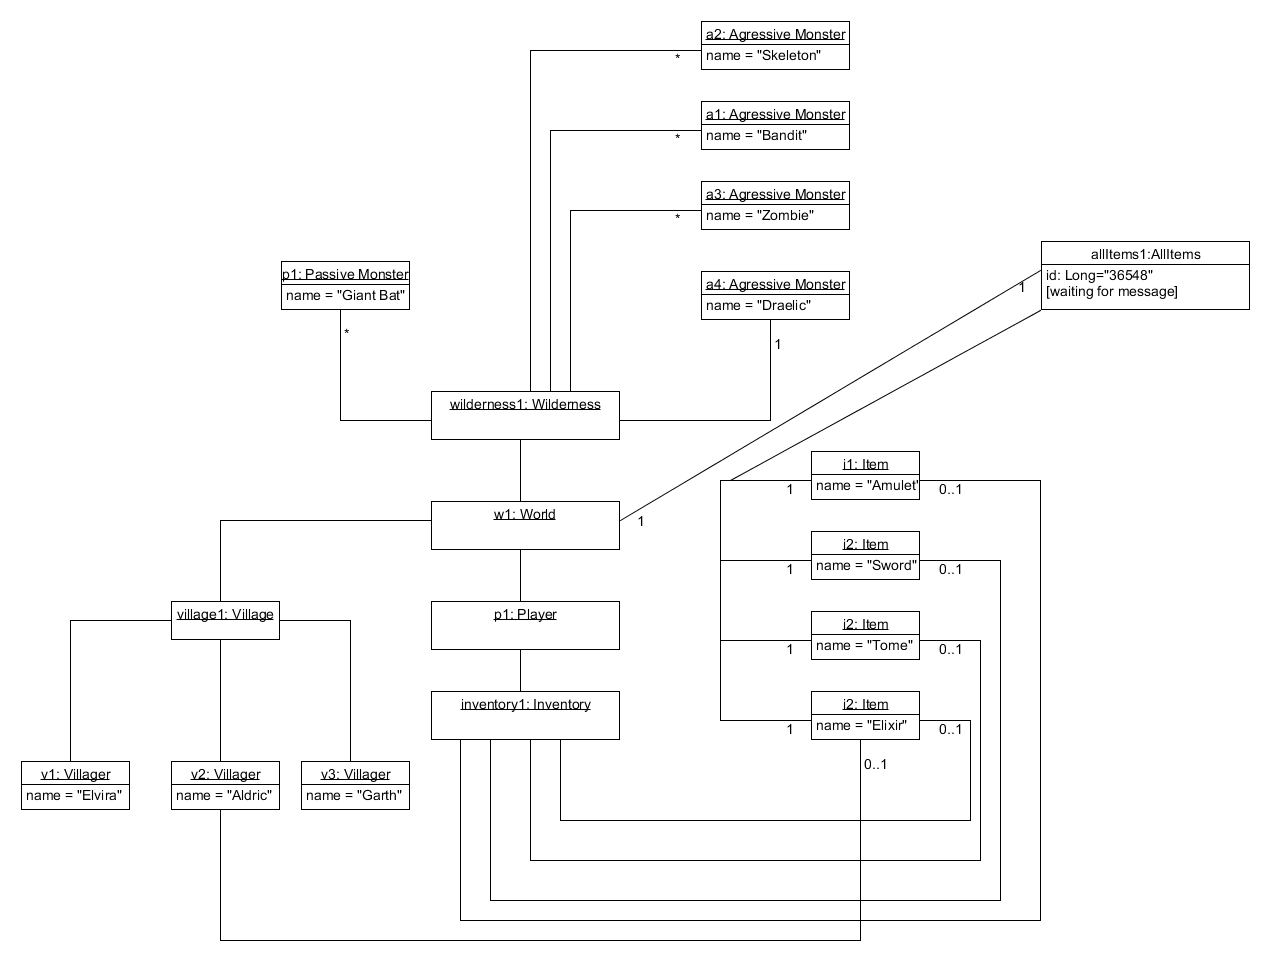 a2: Agressive Monster
name = "Skeleton"
*
a1: Agressive Monster
name = "Bandit"
*
a3: Agressive Monster
name = "Zombie"
*
allItems1:AllItems
id: Long="36548"
[waiting for message]
1
p1: Passive Monster
name = "Giant Bat"
*
a4: Agressive Monster
name = "Draelic"
1
wilderness1: Wilderness
i1: Item
name = "Amulet"
1
0..1
w1: World
1
i2: Item
name = "Sword"
1
0..1
village1: Village
p1: Player
i2: Item
name = "Tome"
1
0..1
inventory1: Inventory
i2: Item
name = "Elixir"
1
0..1
0..1
v1: Villager
name = "Elvira"
v2: Villager
name = "Aldric"
v3: Villager
name = "Garth"